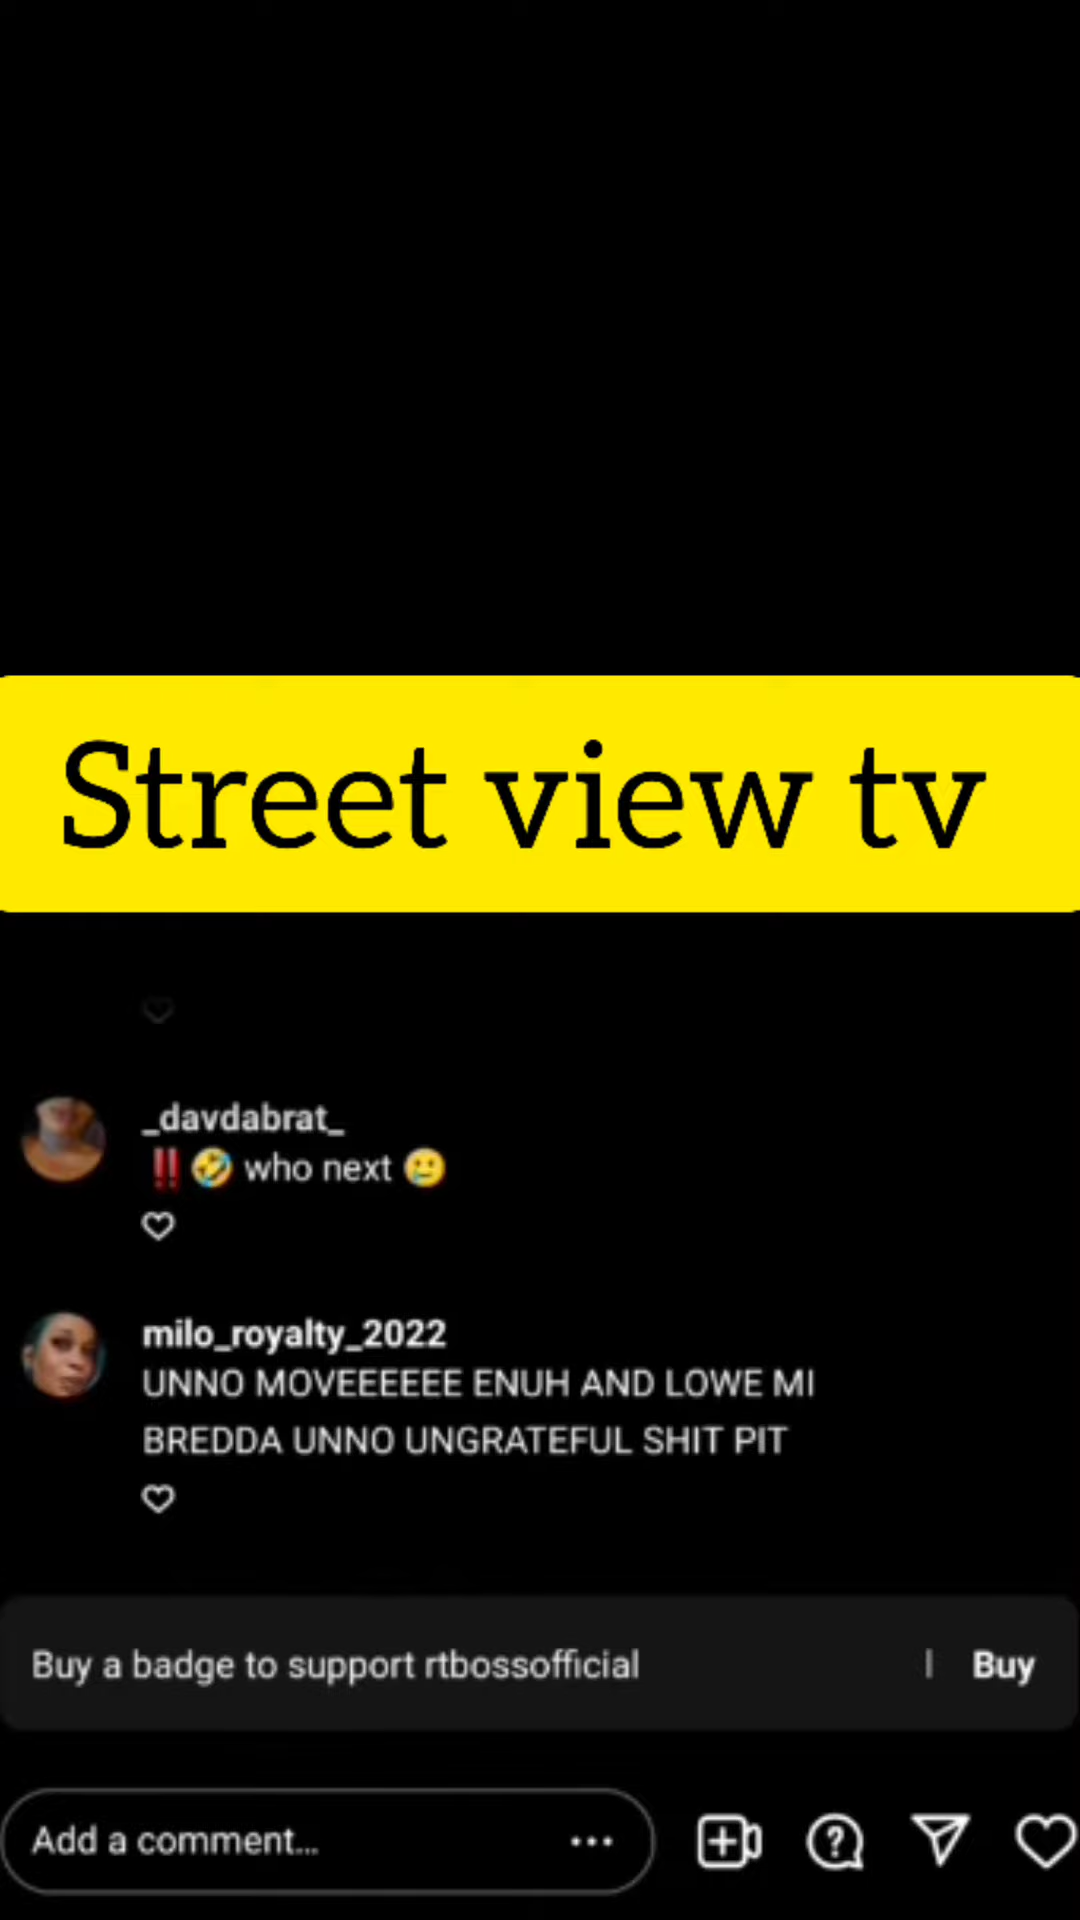 Street view tv
_davdabrat_
‼️🤣 who next 🥲
milo_royalty_2022
UNNO MOVEEEEEE ENUH AND LOWE MI
BREDDA UNNO UNGRATEFUL SHIT PIT
Buy a badge to support rtbossofficial | Buy
Add a comment...